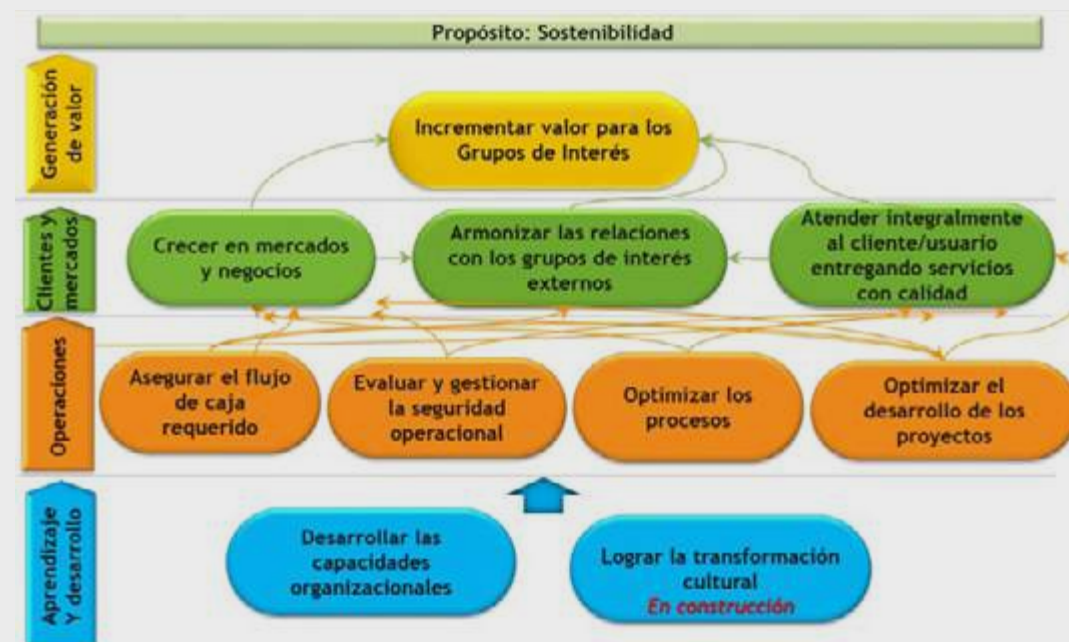 Propósito: Sostenibilidad
Generación
de valor
Incrementar valor para los
Grupos de Interés
Clientes y
mercados
Crecer en mercados
y negocios
Armonizar las relaciones
con los grupos de interés
externos
Atender integralmente
al cliente/usuario
entregando servicios
con calidad
Operaciones
Asegurar el flujo
de caja
requerido
Evaluar y gestionar
la seguridad
operacional
Optimizar los
procesos
Optimizar el
desarrollo de los
proyectos
Aprendizaje
Y desarrollo
Desarrollar las
capacidades
organizacionales
Lograr la transformación
cultural
En construcción